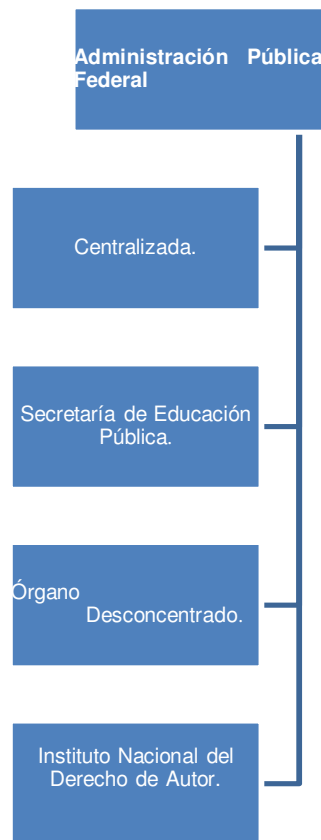 Administración Pública
Federal
Centralizada.
Secretaría de Educación
Pública.
Órgano
Desconcentrado.
Instituto Nacional del
Derecho de Autor.